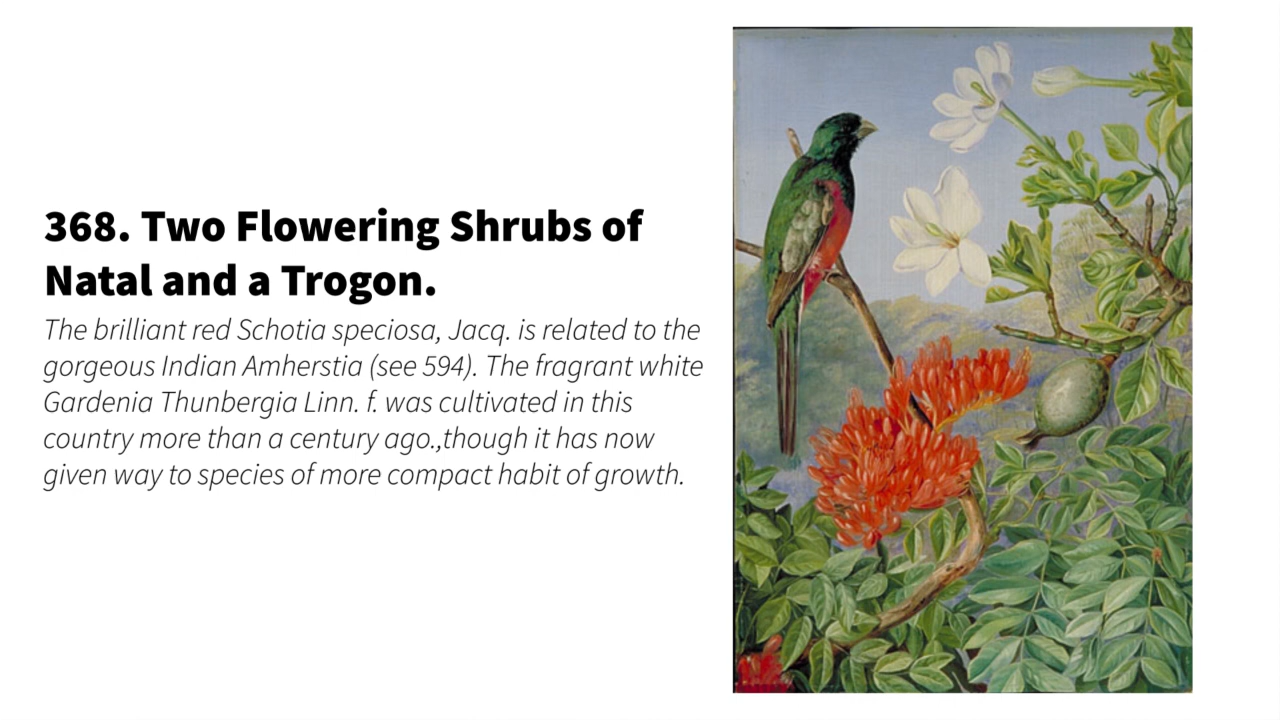 368. Two Flowering Shrubs of
Natal and a Trogon.
The brilliant red Schotia speciosa, Jacq. is related to the
gorgeous Indian Amherstia (see 594). The fragrant white
Gardenia Thunbergia Linn. f. was cultivated in this
country more than a century ago.,though it has now
given way to species of more compact habit of growth.